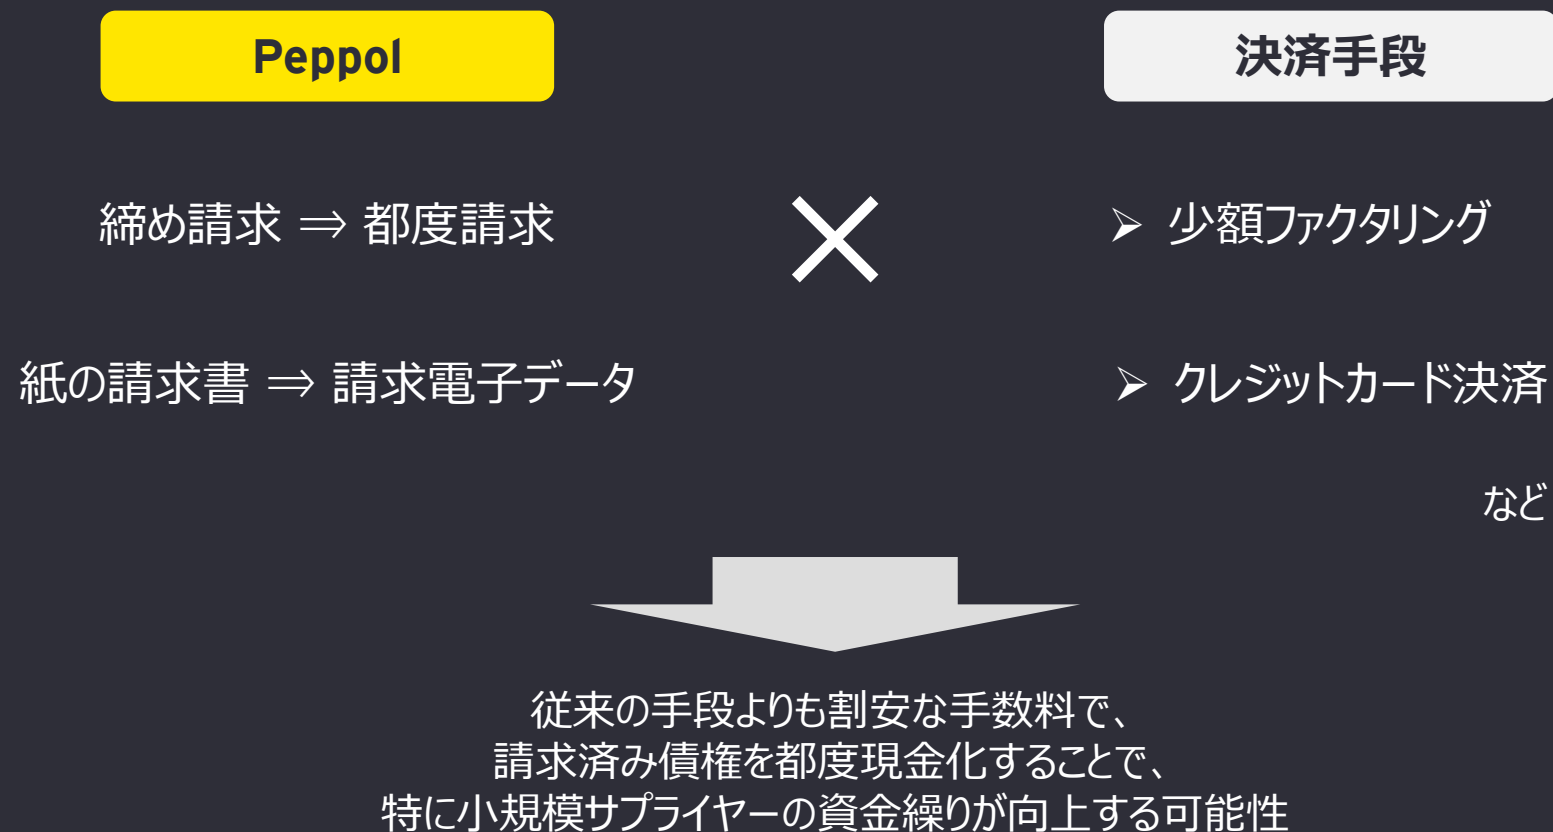 Peppol
決済手段
締め請求 ⇒ 都度請求
➢ 少額ファクタリング
紙の請求書 ⇒ 請求電子データ
➢ クレジットカード決済
など
従来の手段よりも割安な手数料で、
請求済み債権を都度現金化することで、
特に小規模サプライヤーの資金繰りが向上する可能性